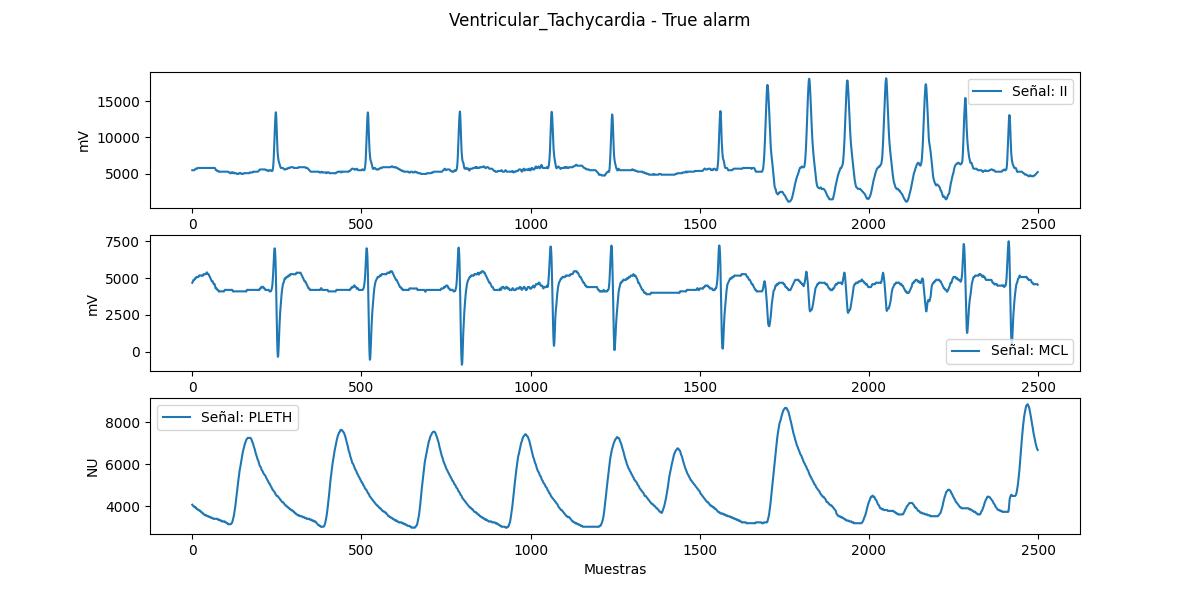 Ventricular_Tachycardia - True alarm
15000
10000
5000
mV
Señal: II
0 500 1000 1500 2000 2500
7500
5000
2500
0
mV
Señal: MCL
0 500 1000 1500 2000 2500
8000
6000
4000
NU
Señal: PLETH
0 500 1000 1500 2000 2500
Muestras